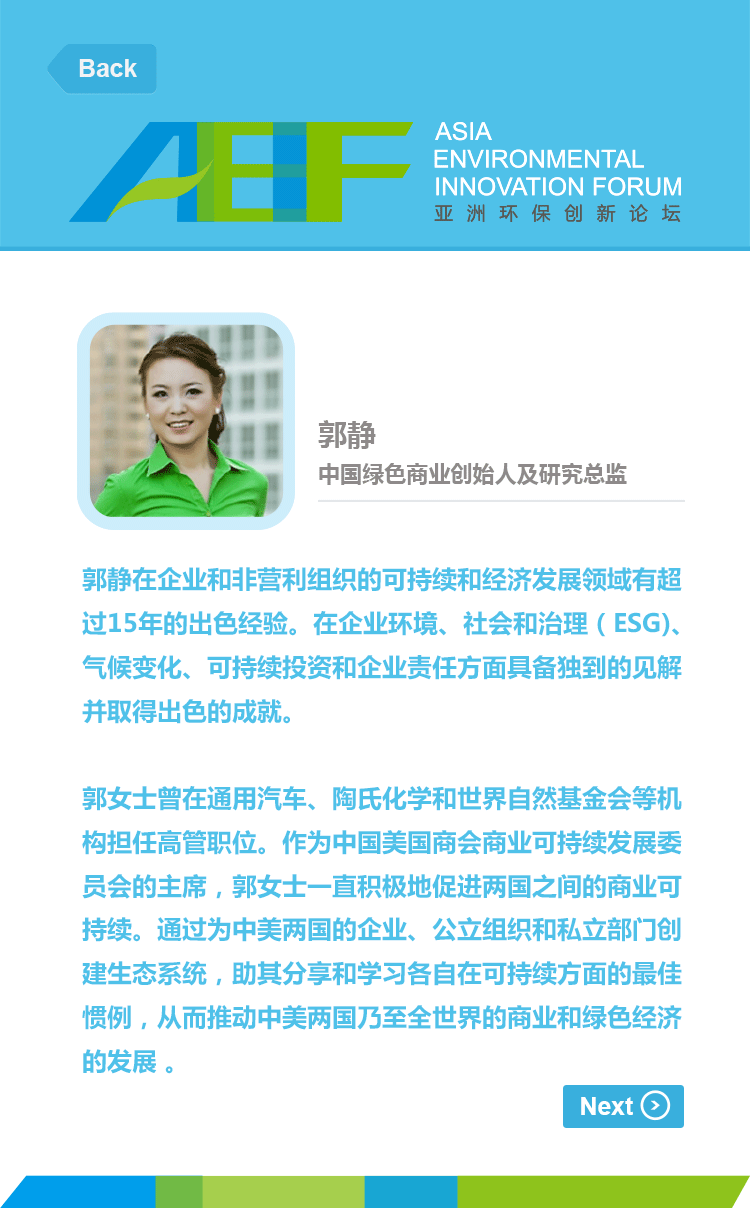 Back
AEIF
ASIA
ENVIRONMENTAL
INNOVATION FORUM
亚洲环保创新论坛
郭静
中国绿色商业创始人及研究总监
郭静在企业和非营利组织的可持续和经济发展领域有超
过15年的出色经验。在企业环境、社会和治理（ESG)、
气候变化、可持续投资和企业责任方面具备独到的见解
并取得出色的成就。
郭女士曾在通用汽车、陶氏化学和世界自然基金会等机
构担任高管职位。作为中国美国商会商业可持续发展委
员会的主席，郭女士一直积极地促进两国之间的商业可
持续。通过为中美两国的企业、公立组织和私立部门创
建生态系统，助其分享和学习各自在可持续方面的最佳
惯例，从而推动中美两国乃至全世界的商业和绿色经济
的发展 。
Next